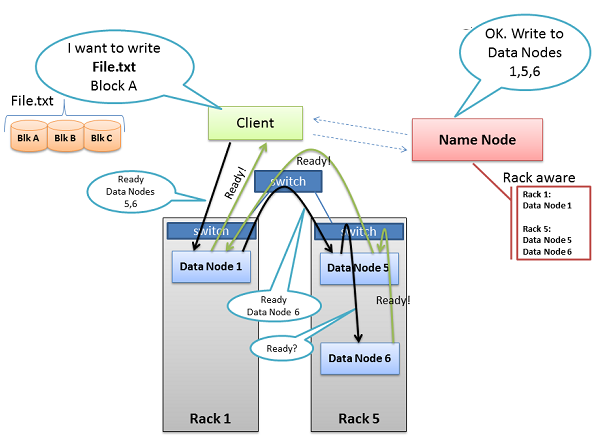 I want to write
File.txt
Block A
OK. Write to
Data Nodes
1,5,6
File.txt
Blk A
Blk B
Blk C
Client
Name Node
Ready!
Ready!
Rack aware
Rack 1:
Data Node 1
Rack 5:
Data Node 5
Data Node 6
Ready
Data Nodes
5,6
switch
switch
switch
Data Node 1
Data Node 5
Ready
Data Node 6
Ready!
Ready?
Data Node 6
Rack 1
Rack 5